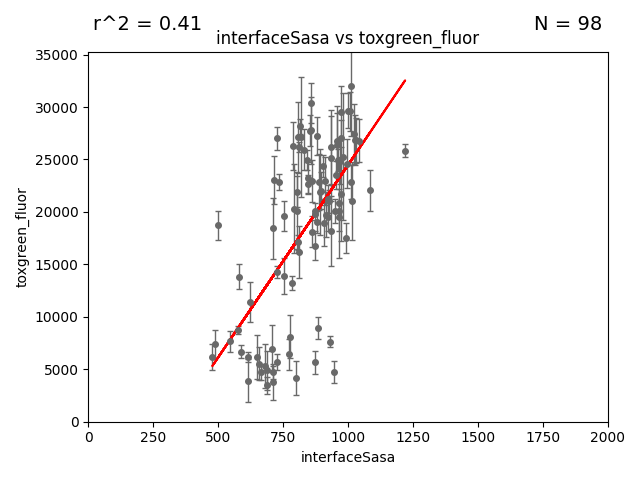 r^2 = 0.41 N = 98
interfaceSasa vs toxgreen_fluor
35000
30000
25000
20000
15000
10000
5000
0
toxgreen_fluor
0 250 500 750 1000 1250 1500 1750 2000
interfaceSasa